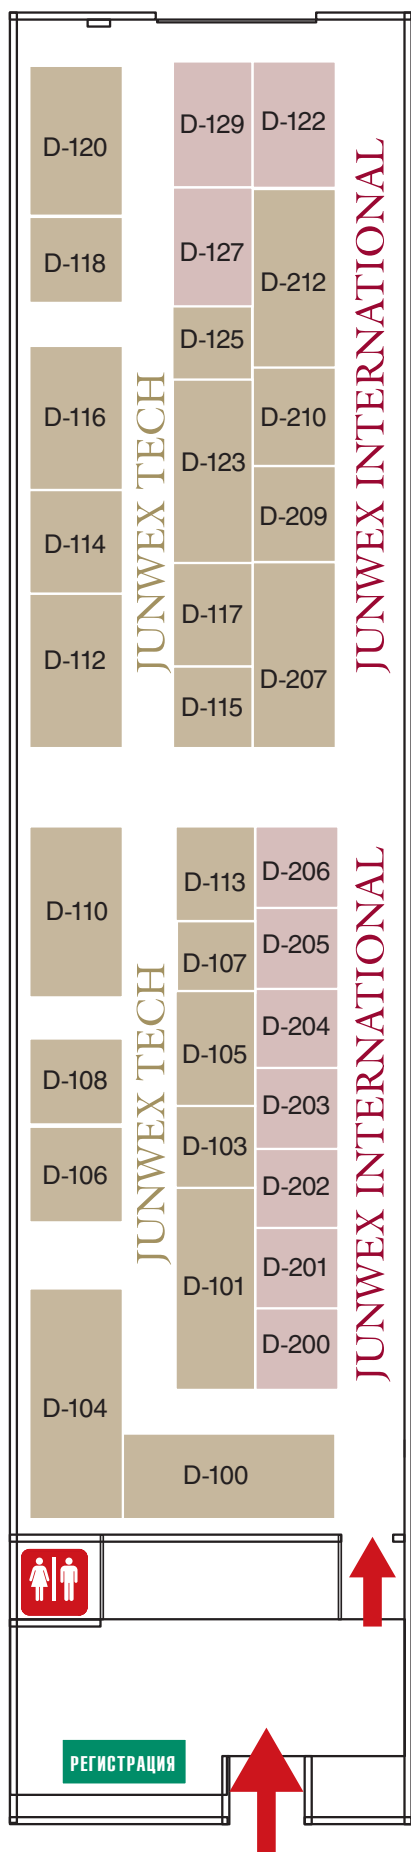 D-120
D-129
D-122
D-118
D-127
D-212
D-125
D-116
D-123
D-210
D-114
D-209
D-117
D-112
D-207
D-115
JUNWEX TECH
JUNWEX INTERNATIONAL
D-110
D-113
D-206
D-107
D-205
D-105
D-204
D-108
D-203
D-103
D-106
D-202
D-101
D-201
D-200
D-104
D-100
JUNWEX TECH
JUNWEX INTERNATIONAL
РЕГИСТРАЦИЯ